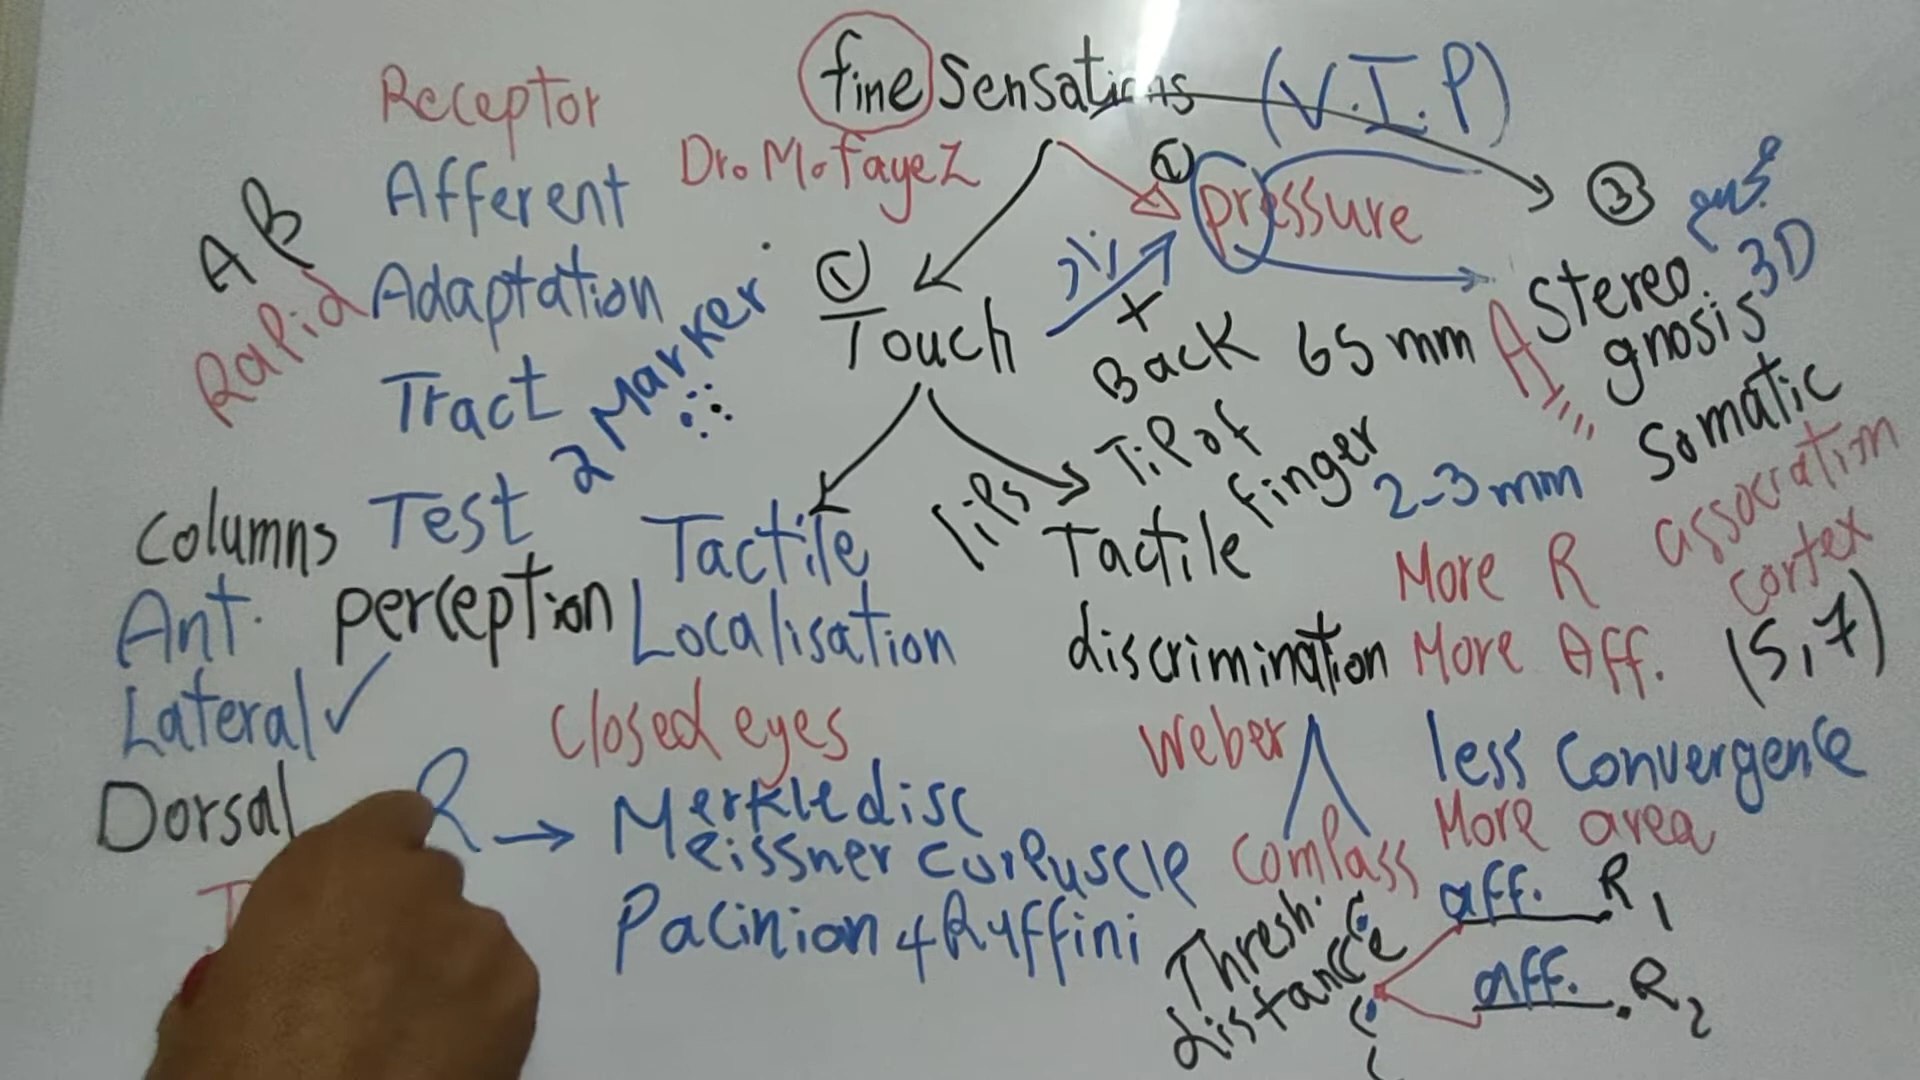 fine Sensations (V.I.P)
Dr. M. Fayez
Receptor
Afferent
Aβ
Adaptation
Rapid
Tract
2 Marker
Test
Columns
Ant.
Lateral ✓
Dorsal
perception
① Touch
Tactile
Localisation
closed eyes
R → Merkle disc
Meissner corpuscle
Pacinion & Ruffini
② pressure
+
Back 65 mm
Tip of
finger
2-3 mm
lips
Tactile
discrimination
Weber
compass
Thresh.
distance
More R
More Aff.
less convergence
More area
aff. R1
aff. R2
③
Stereo
gnosis
3D
A
Somatic
association
cortex
(5,7)